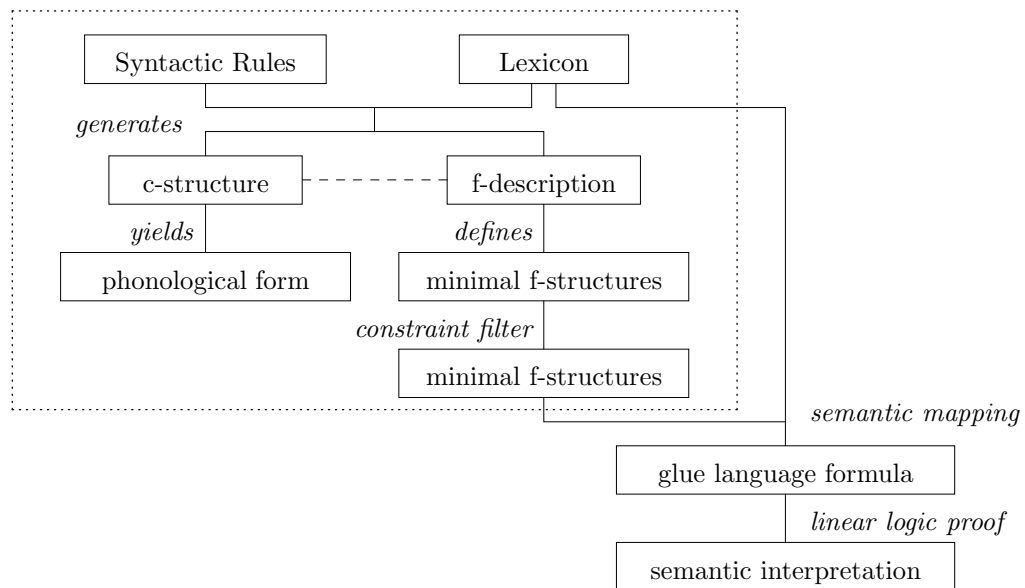 Syntactic Rules
Lexicon
generates
c-structure
f-description
yields
defines
phonological form
minimal f-structures
constraint filter
minimal f-structures
semantic mapping
glue language formula
linear logic proof
semantic interpretation